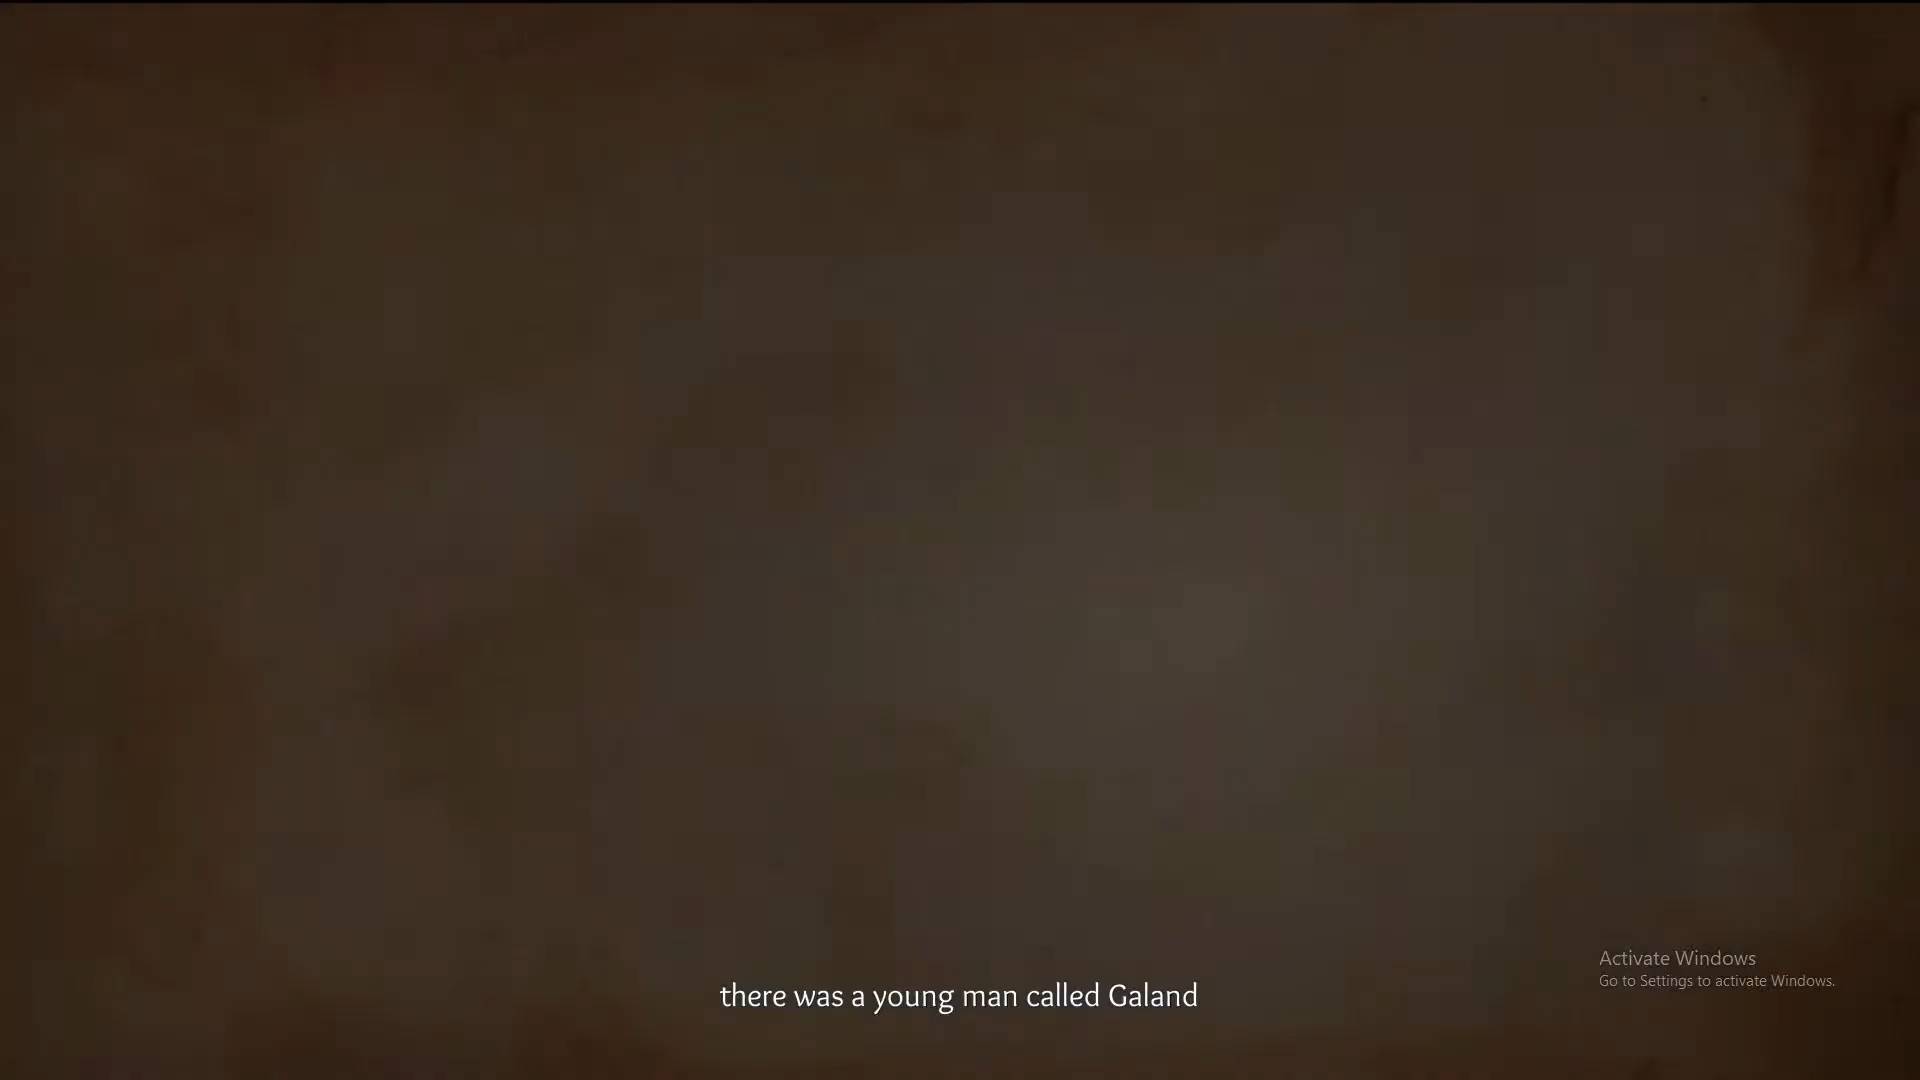 there was a young man called Galand
Activate Windows
Go to Settings to activate Windows.